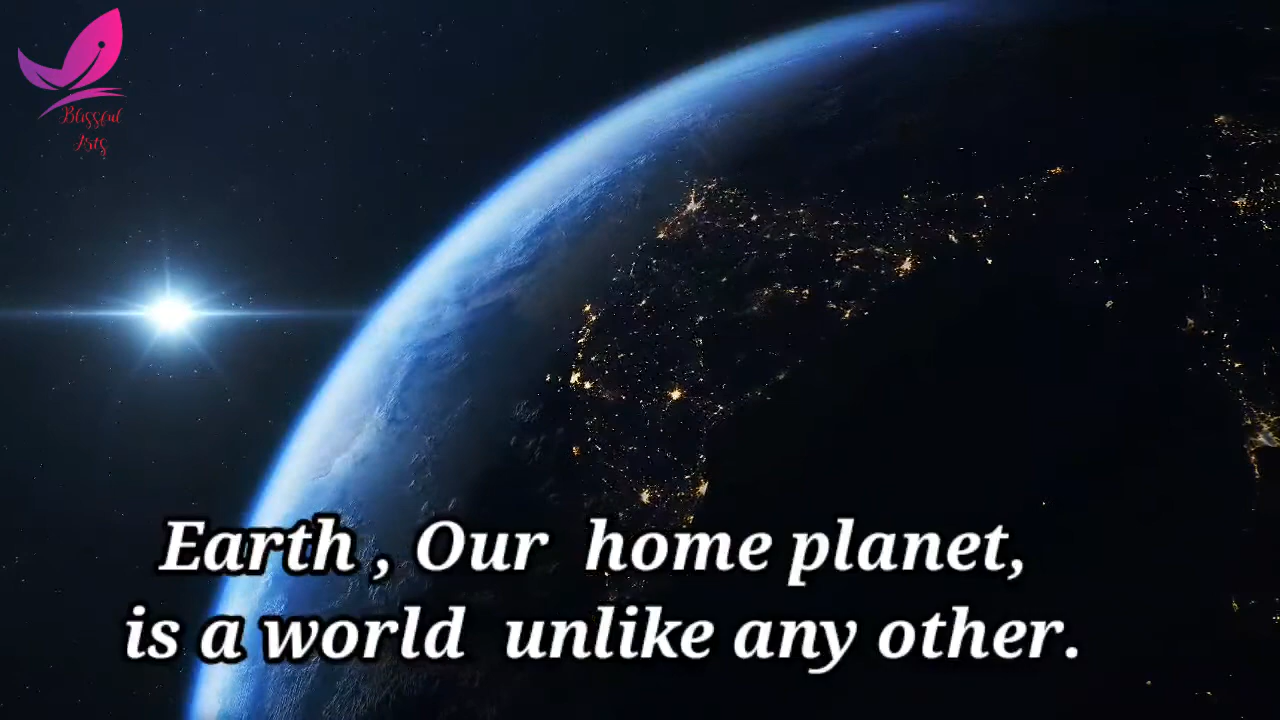 Blissful
Arts
Earth , Our home planet,
is a world unlike any other.